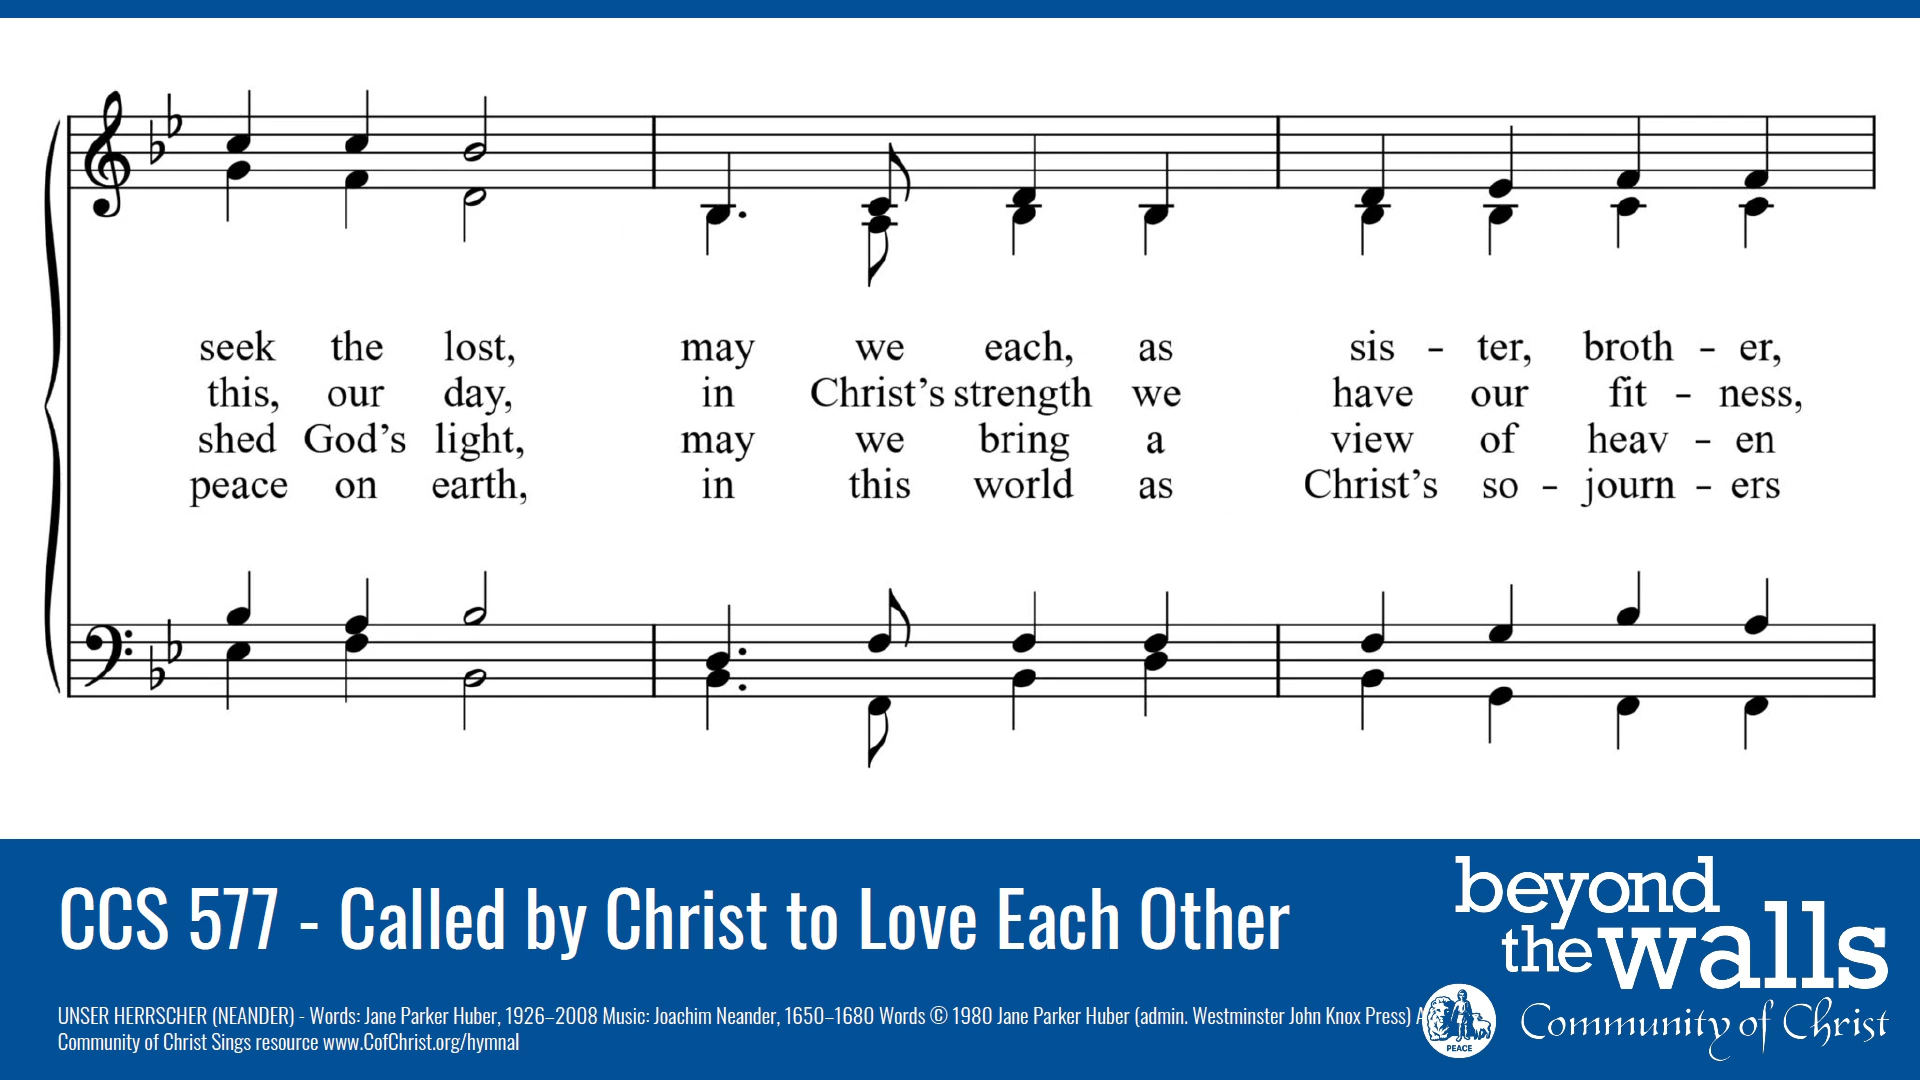 seek the lost, may we each, as sis - ter, broth - er,
this, our day, in Christ's strength we have our fit - ness,
shed God's light, may we bring a view of heav - en
peace on earth, in this world as Christ's so - journ - ers
CCS 577 - Called by Christ to Love Each Other
UNSER HERRSCHER (NEANDER) - Words: Jane Parker Huber, 1926–2008 Music: Joachim Neander, 1650–1680 Words © 1980 Jane Parker Huber (admin. Westminster John Knox Press)
Community of Christ Sings resource www.CofChrist.org/hymnal
beyond
the walls
Community of Christ
PEACE